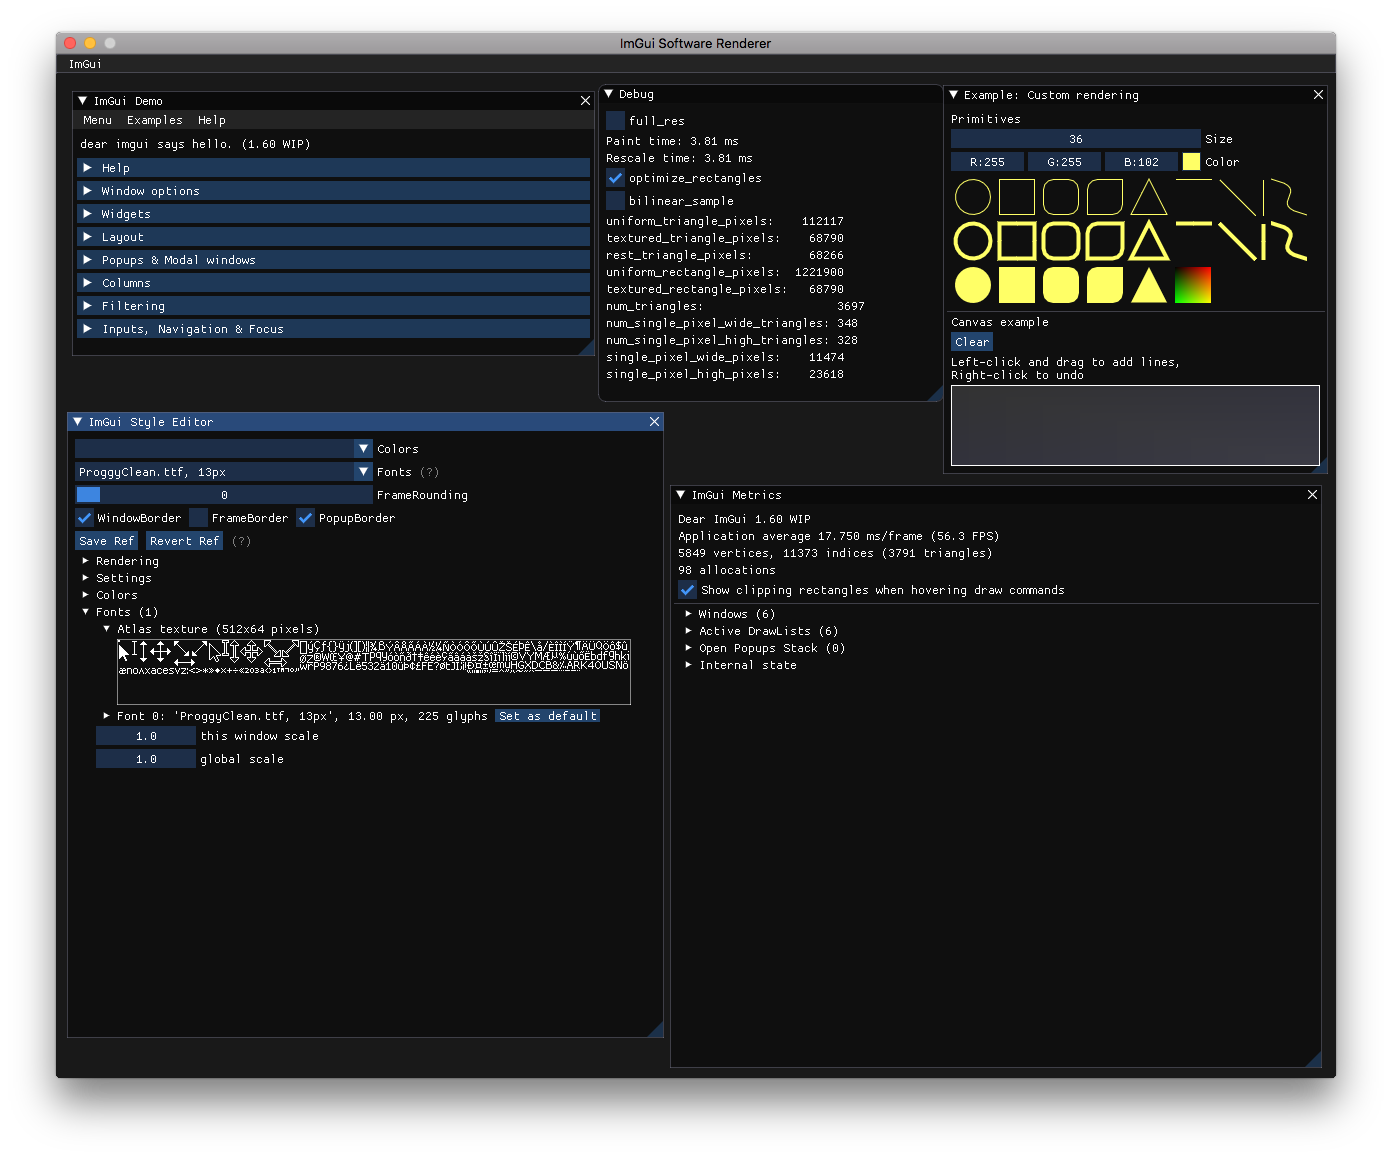 ImGui Software Renderer
ImGui
ImGui Demo
Menu Examples Help
dear imgui says hello. (1.60 WIP)
Help
Window options
Widgets
Layout
Popups & Modal windows
Columns
Filtering
Inputs, Navigation & Focus
Debug
full_res
Paint time: 3.81 ms
Rescale time: 3.81 ms
optimize_rectangles
bilinear_sample
uniform_triangle_pixels: 112117
textured_triangle_pixels: 68790
rest_triangle_pixels: 68266
uniform_rectangle_pixels: 1221900
textured_rectangle_pixels: 68790
num_triangles: 3697
num_single_pixel_wide_triangles: 348
num_single_pixel_high_triangles: 328
single_pixel_wide_pixels: 11474
single_pixel_high_pixels: 23618
Example: Custom rendering
Primitives
36 Size
R:255 G:255 B:102 Color
Canvas example
Clear
Left-click and drag to add lines,
Right-click to undo
ImGui Style Editor
Colors
ProggyClean.ttf, 13px Fonts (?)
0 FrameRounding
WindowBorder FrameBorder PopupBorder
Save Ref Revert Ref (?)
Rendering
Settings
Colors
Fonts (1)
Atlas texture (512x64 pixels)
Font 0: 'ProggyClean.ttf, 13px', 13.00 px, 225 glyphs Set as default
1.0 this window scale
1.0 global scale
ImGui Metrics
Dear ImGui 1.60 WIP
Application average 17.750 ms/frame (56.3 FPS)
5849 vertices, 11373 indices (3791 triangles)
98 allocations
Show clipping rectangles when hovering draw commands
Windows (6)
Active DrawLists (6)
Open Popups Stack (0)
Internal state